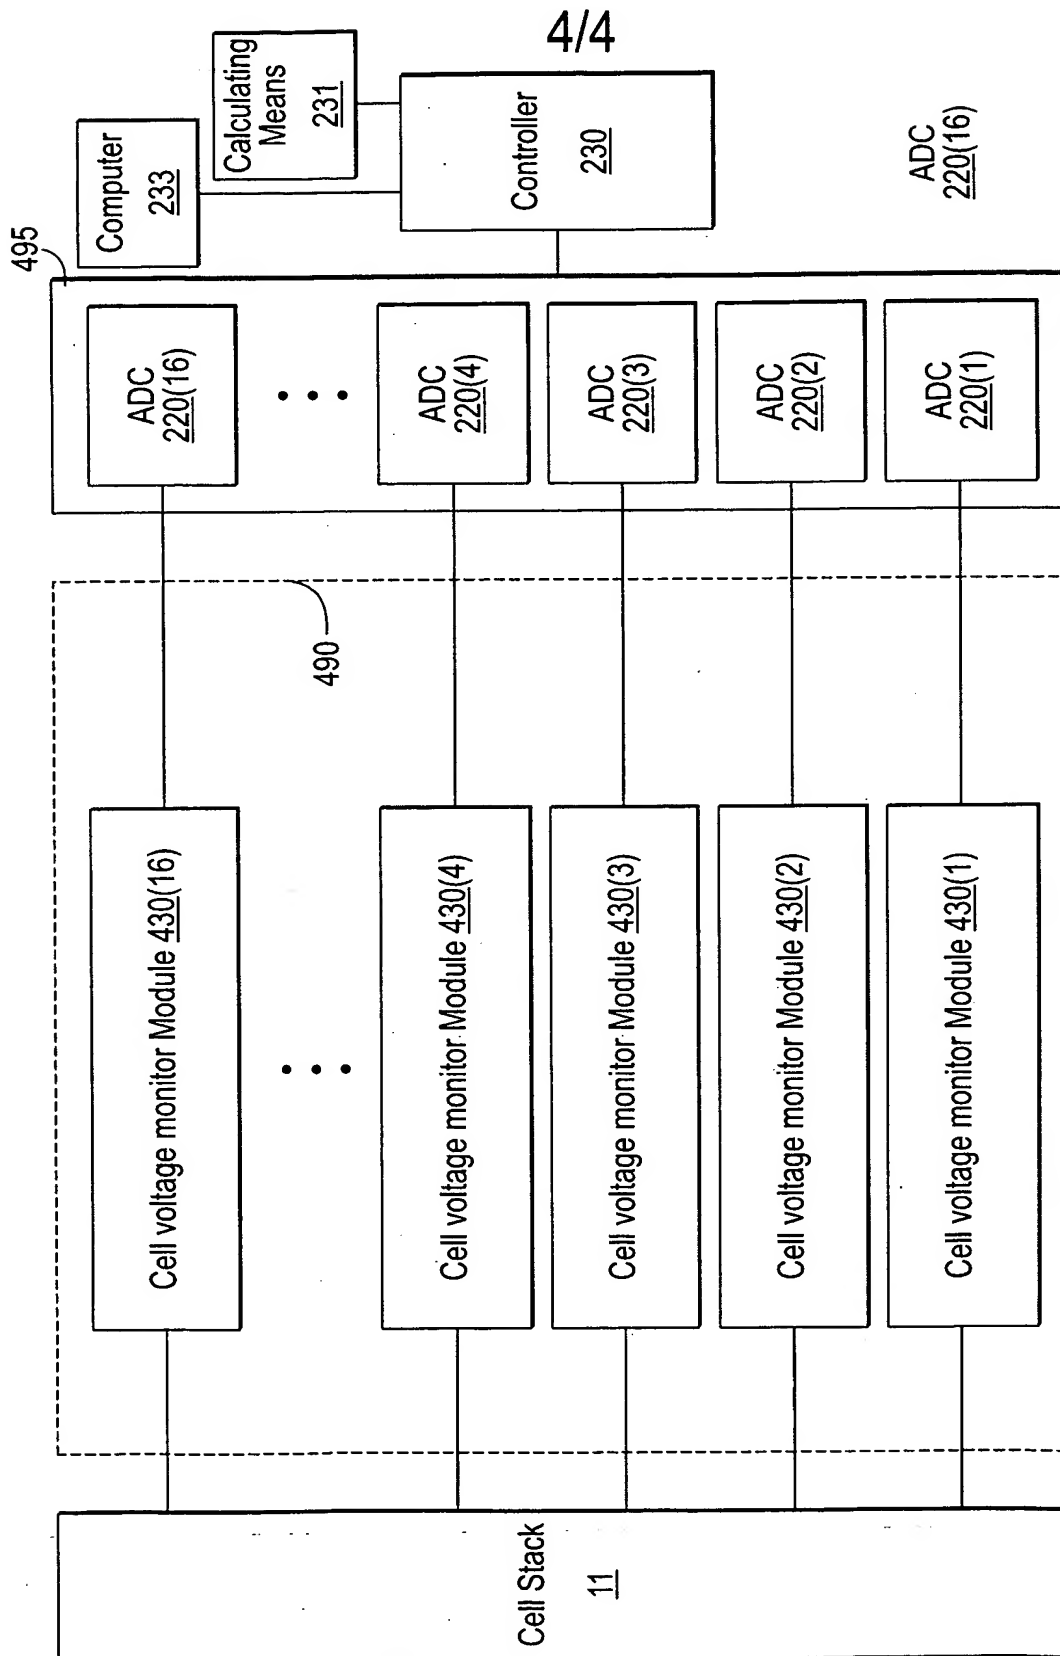 4/4
495
Computer
233
Calculating
Means
231
Controller
230
ADC
220(16)
ADC
220(16)
ADC
220(4)
ADC
220(3)
ADC
220(2)
ADC
220(1)
490
Cell voltage monitor Module 430(16)
Cell voltage monitor Module 430(4)
Cell voltage monitor Module 430(3)
Cell voltage monitor Module 430(2)
Cell voltage monitor Module 430(1)
Cell Stack
11